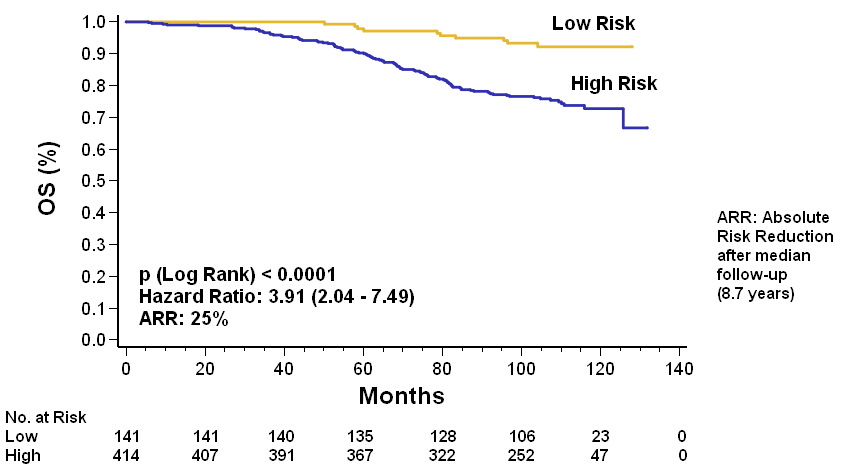 1.0
0.9
0.8
0.7
0.6
0.5
0.4
0.3
0.2
0.1
0.0
OS (%)
Low Risk
High Risk
p (Log Rank) < 0.0001
Hazard Ratio: 3.91 (2.04 - 7.49)
ARR: 25%
ARR: Absolute
Risk Reduction
after median
follow-up
(8.7 years)
0 20 40 60 80 100 120 140
Months
No. at Risk
Low 141 141 140 135 128 106 23 0
High 414 407 391 367 322 252 47 0